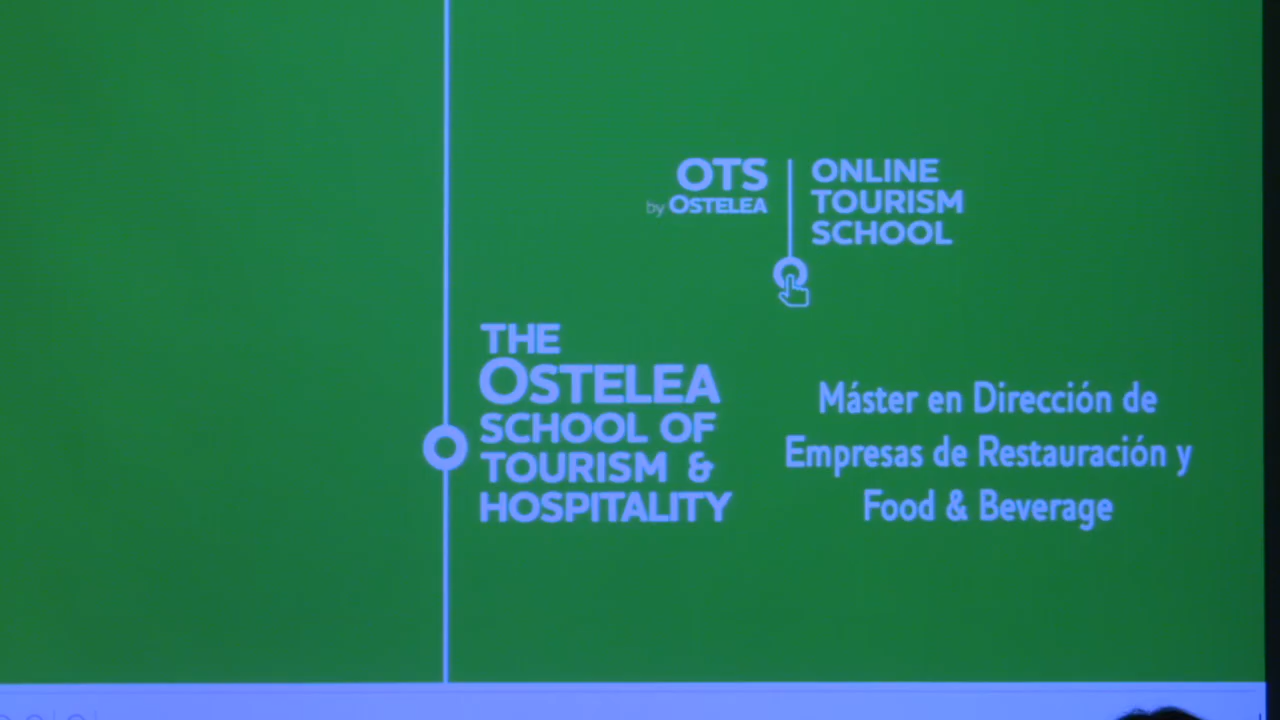 OTS
by OSTELEA
ONLINE
TOURISM
SCHOOL
THE
OSTELEA
SCHOOL OF
TOURISM &
HOSPITALITY
Máster en Dirección de
Empresas de Restauración y
Food & Beverage